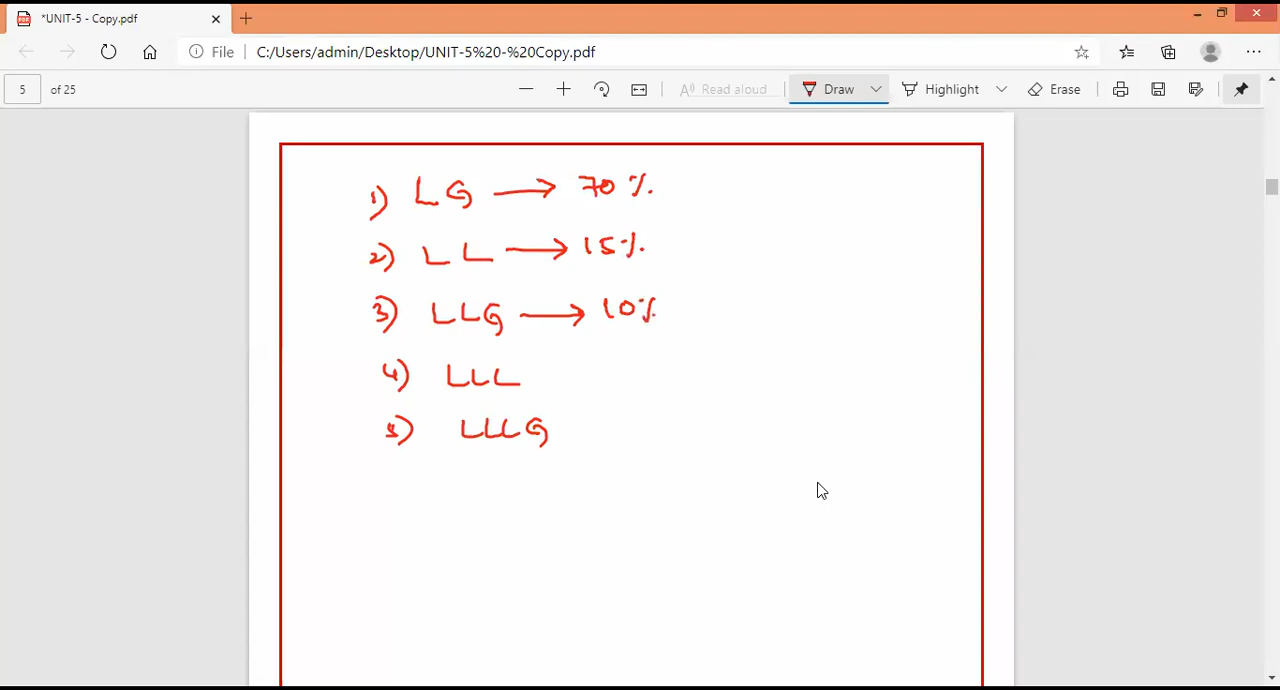 *UNIT-5 - Copy.pdf
File C:/Users/admin/Desktop/UNIT-5%20-%20Copy.pdf
5 of 25 Read aloud Draw Highlight Erase
1) LG → 70%
2) LL → 15%
3) LLG → 10%
4) LLL
5) LLLG